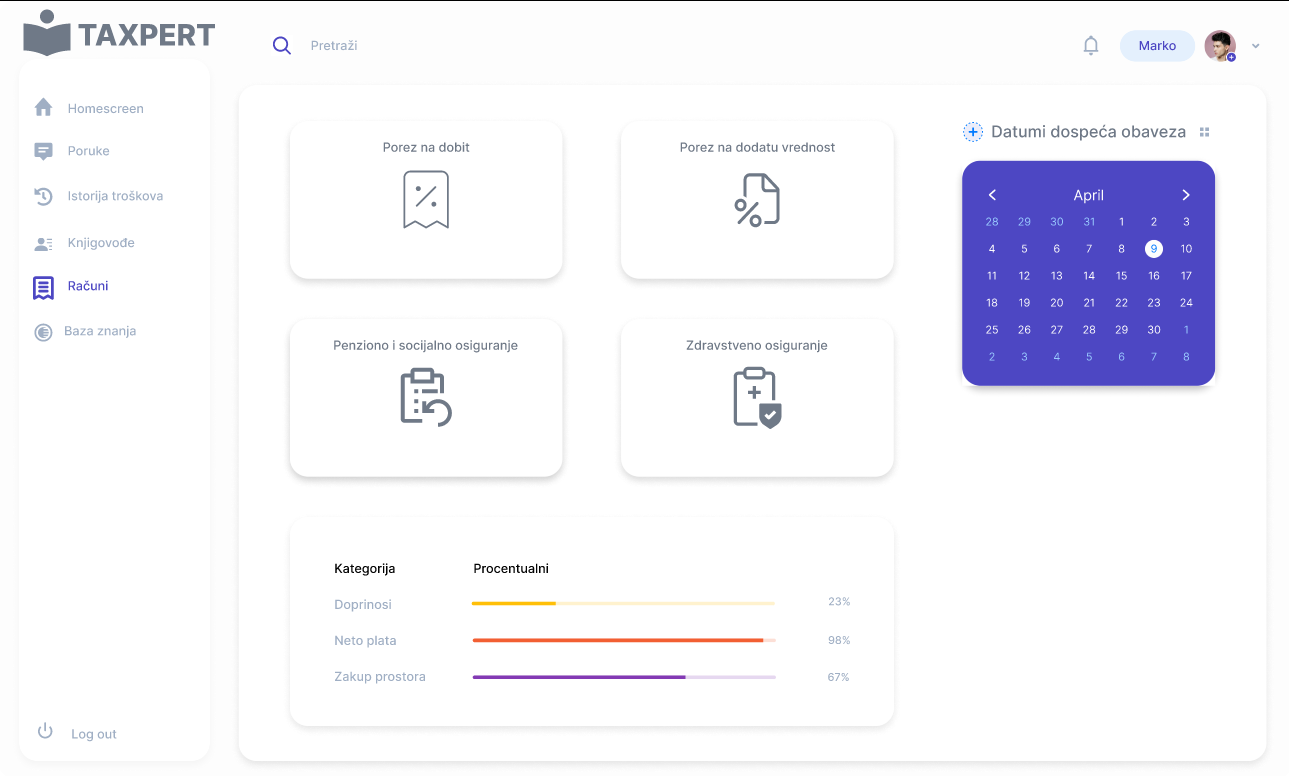 TAXPERT
Pretraži
Marko
Homescreen
Poruke
Istorija troškova
Knjigovođe
Računi
Baza znanja
Log out
Porez na dobit
Porez na dodatu vrednost
Penziono i socijalno osiguranje
Zdravstveno osiguranje
Datumi dospeća obaveza
April
28 29 30 31 1 2 3
4 5 6 7 8 9 10
11 12 13 14 15 16 17
18 19 20 21 22 23 24
25 26 27 28 29 30 1
2 3 4 5 6 7 8
Kategorija Procentualni
Doprinosi 23%
Neto plata 98%
Zakup prostora 67%